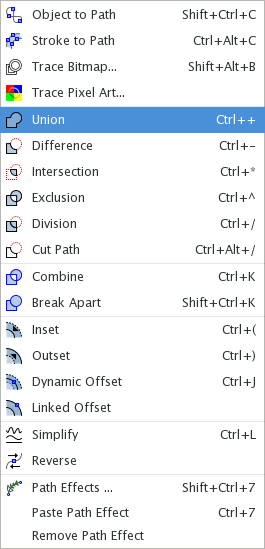 Object to Path Shift+Ctrl+C
Stroke to Path Ctrl+Alt+C
Trace Bitmap... Shift+Alt+B
Trace Pixel Art...
Union Ctrl++
Difference Ctrl+-
Intersection Ctrl+*
Exclusion Ctrl+^
Division Ctrl+/
Cut Path Ctrl+Alt+/
Combine Ctrl+K
Break Apart Shift+Ctrl+K
Inset Ctrl+(
Outset Ctrl+)
Dynamic Offset Ctrl+J
Linked Offset
Simplify Ctrl+L
Reverse
Path Effects ... Shift+Ctrl+7
Paste Path Effect Ctrl+7
Remove Path Effect